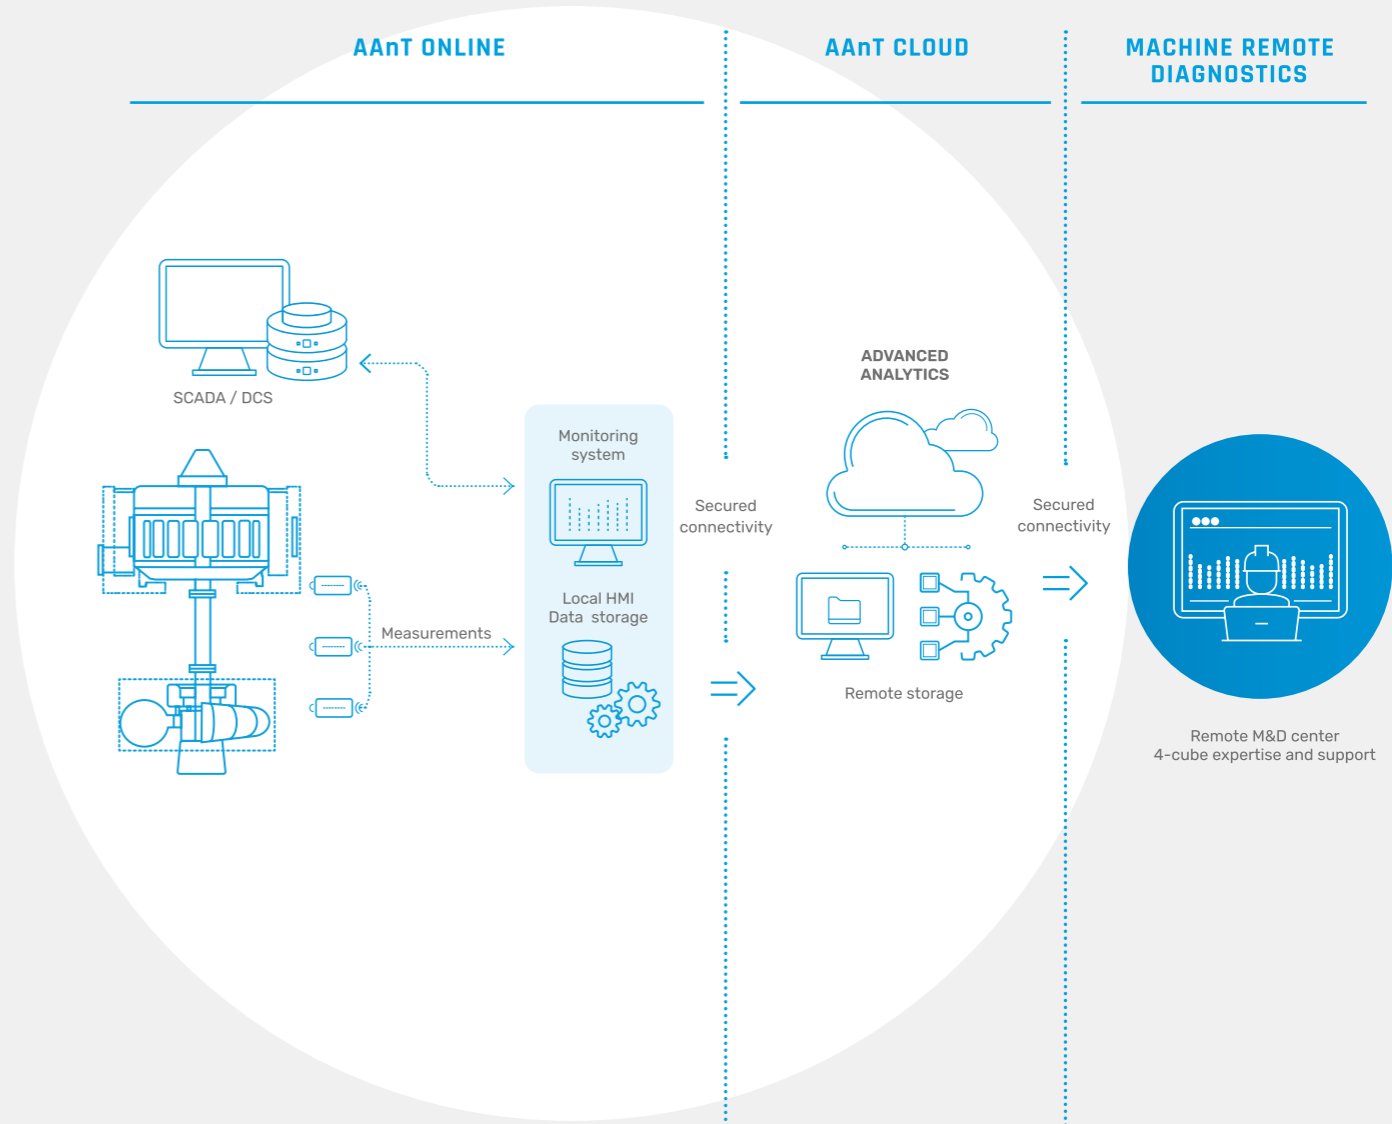 AAnT ONLINE
AAnT CLOUD
MACHINE REMOTE
DIAGNOSTICS
SCADA / DCS
Monitoring
system
Local HMI
Data storage
Measurements
Secured
connectivity
ADVANCED
ANALYTICS
Remote storage
Secured
connectivity
Remote M&D center
4-cube expertise and support